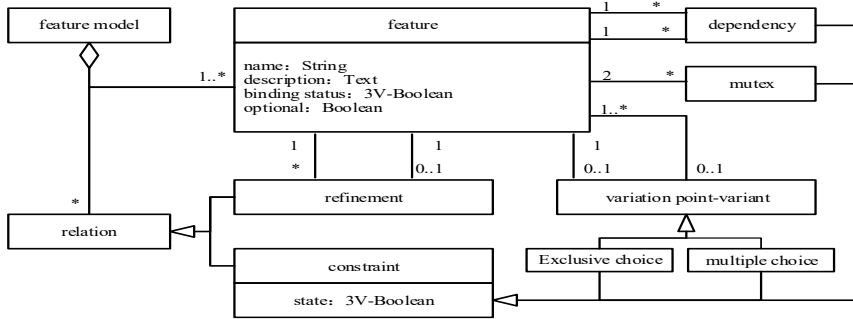 feature model
feature
name：String
description：Text
binding status：3V-Boolean
optional：Boolean
1
*
dependency
1
*
2
*
mutex
1..*
1..*
1
*
1
0..1
1
0..1
0..1
refinement
variation point-variant
*
relation
Exclusive choice
multiple choice
constraint
state：3V-Boolean